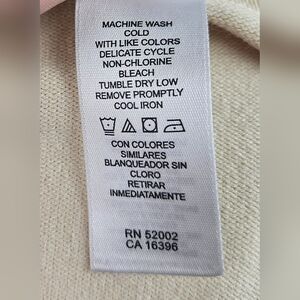 MACHINE WASH
COLD
WITH LIKE COLORS
DELICATE CYCLE
NON-CHLORINE
BLEACH
TUMBLE DRY LOW
REMOVE PROMPTLY
COOL IRON
CON COLORES
SIMILARES
BLANQUEADOR SIN
CLORO
RETIRAR
INMEDIATAMENTE
RN 52002
CA 16396